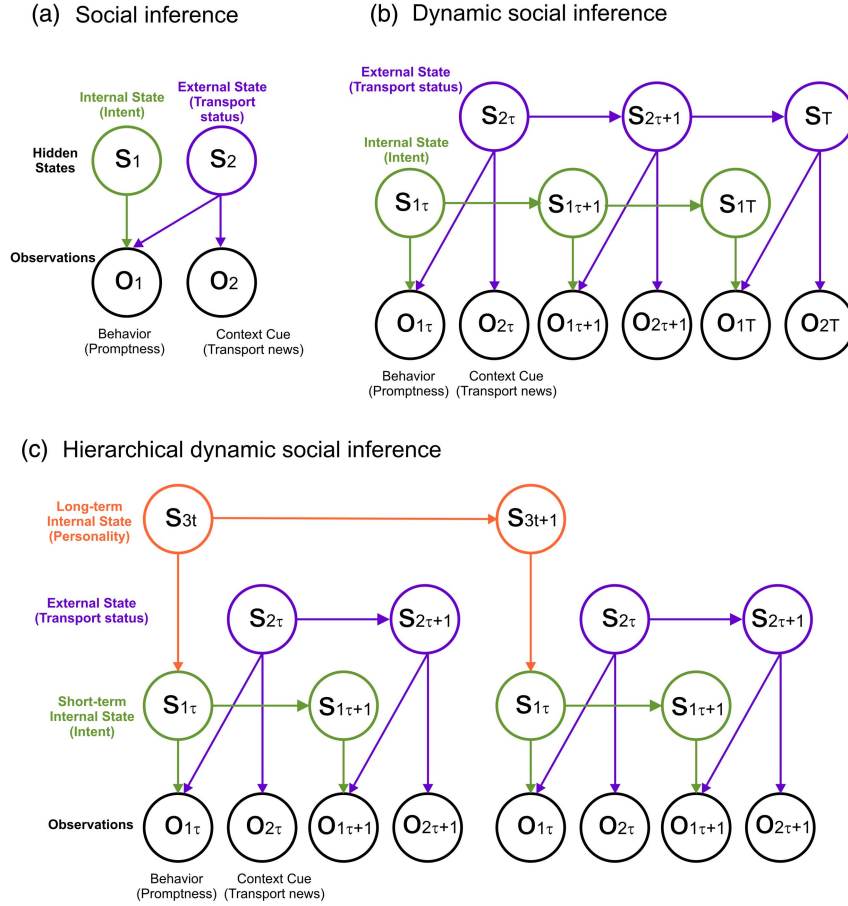 (a) Social inference
Internal State
(Intent)
External State
(Transport
status)
Hidden
States
S1
S2
Observations
O1
O2
Behavior
(Promptness)
Context Cue
(Transport news)
(b) Dynamic social inference
External State
(Transport status)
S2τ
S2τ+1
ST
Internal State
(Intent)
S1τ
S1τ+1
S1T
O1τ
O2τ
O1τ+1
O2τ+1
O1T
O2T
Behavior
(Promptness)
Context Cue
(Transport news)
(c) Hierarchical dynamic social inference
Long-term
Internal State
(Personality)
S3t
S3t+1
External State
(Transport status)
S2τ
S2τ+1
S2τ
S2τ+1
Short-term
Internal State
(Intent)
S1τ
S1τ+1
S1τ
S1τ+1
Observations
O1τ
O2τ
O1τ+1
O2τ+1
O1τ
O2τ
O1τ+1
O2τ+1
Behavior
(Promptness)
Context Cue
(Transport news)